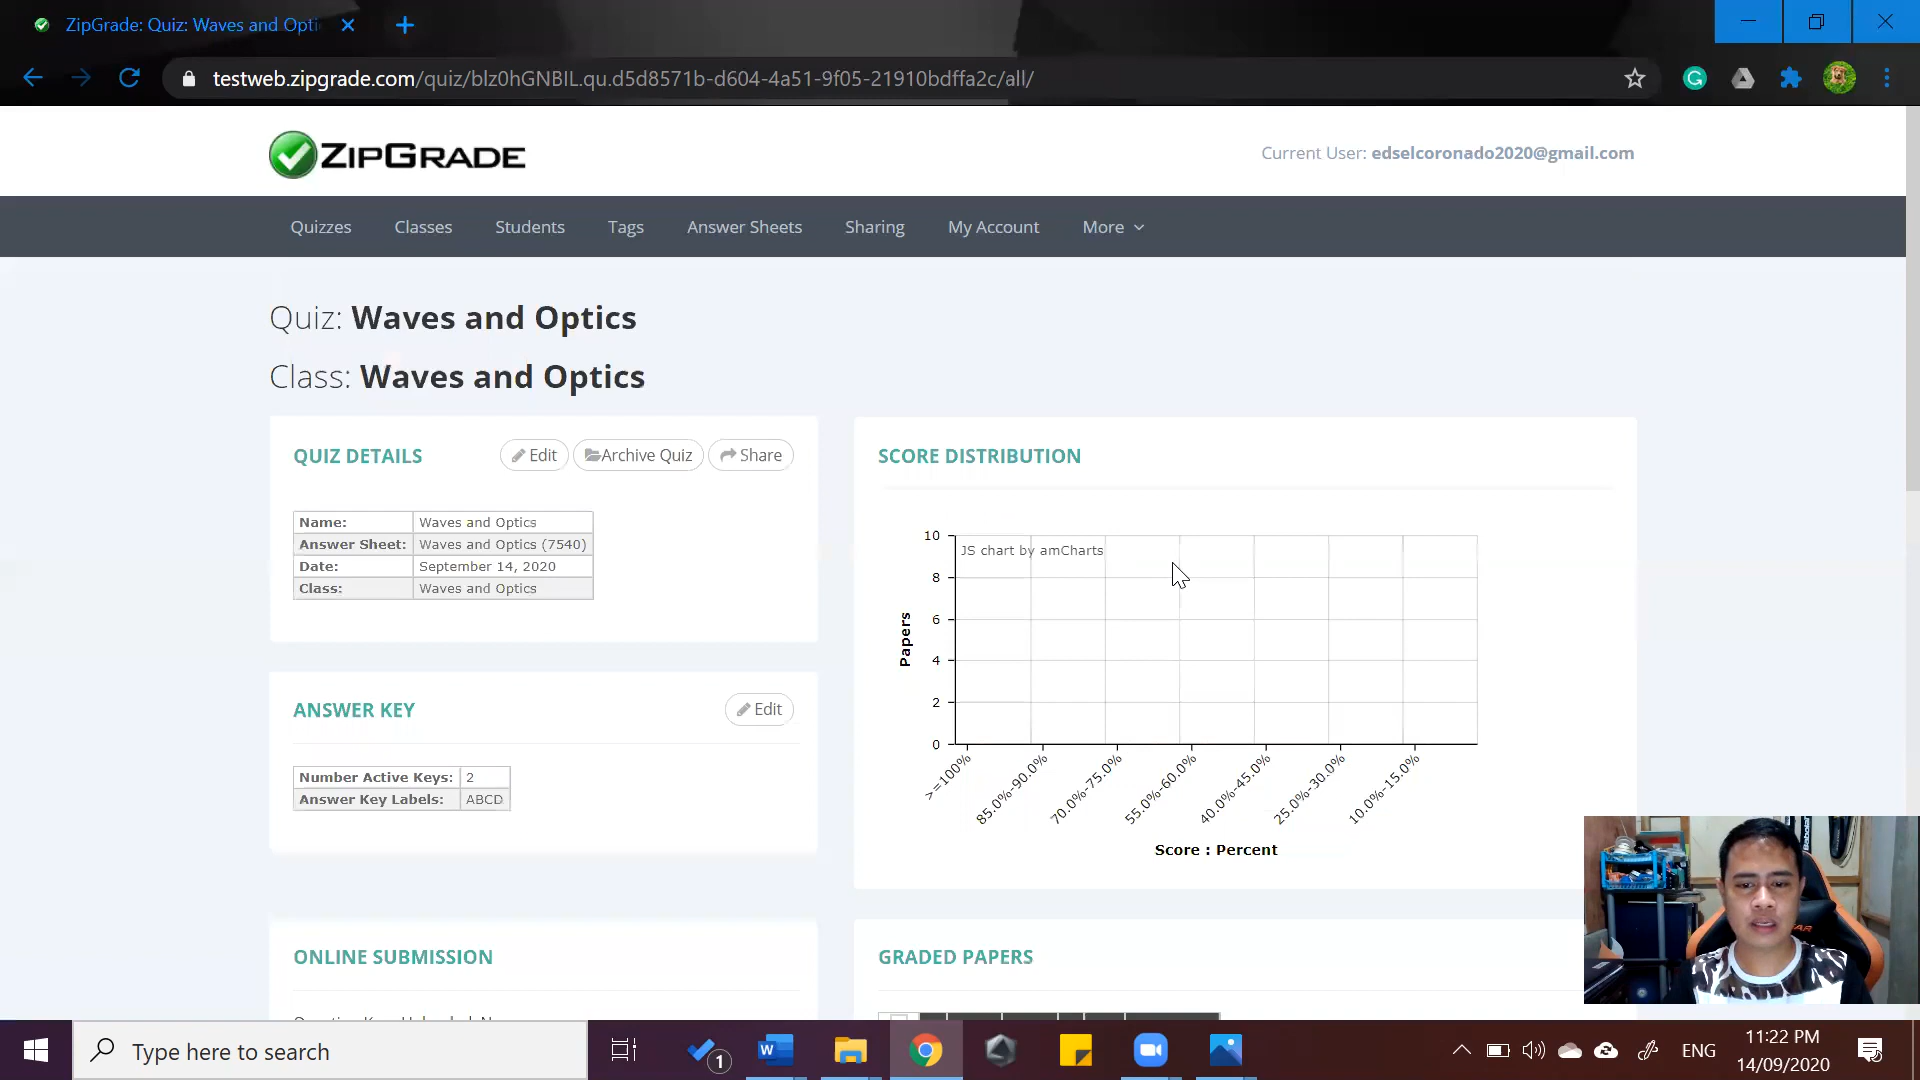 ZipGrade: Quiz: Waves and Opti
testweb.zipgrade.com/quiz/blz0hGNBIL.qu.d5d8571b-d604-4a51-9f05-21910bdffa2c/all/
ZIPGRADE
Current User: edselcoronado2020@gmail.com
Quizzes Classes Students Tags Answer Sheets Sharing My Account More
Quiz: Waves and Optics
Class: Waves and Optics
QUIZ DETAILS Edit Archive Quiz Share
Name: Waves and Optics
Answer Sheet: Waves and Optics (7540)
Date: September 14, 2020
Class: Waves and Optics
ANSWER KEY Edit
Number Active Keys: 2
Answer Key Labels: ABCD
ONLINE SUBMISSION
SCORE DISTRIBUTION
JS chart by amCharts
10
8
6
4
2
0
Papers
>=100% 85.0%-90.0% 70.0%-75.0% 55.0%-60.0% 40.0%-45.0% 25.0%-30.0% 10.0%-15.0%
Score : Percent
GRADED PAPERS
Type here to search
1
ENG
11:22 PM
14/09/2020